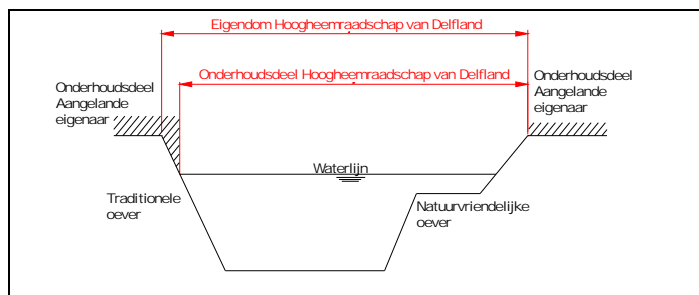 Eigendom Hoogheemraadschap van Delfland
Onderhoudsdeel Hoogheemraadschap van Delfland
Onderhoudsdeel
Aangelande
eigenaar
Onderhoudsdeel
Aangelande
eigenaar
Waterlijn
Traditionele
oever
Natuurvriendelijke
oever